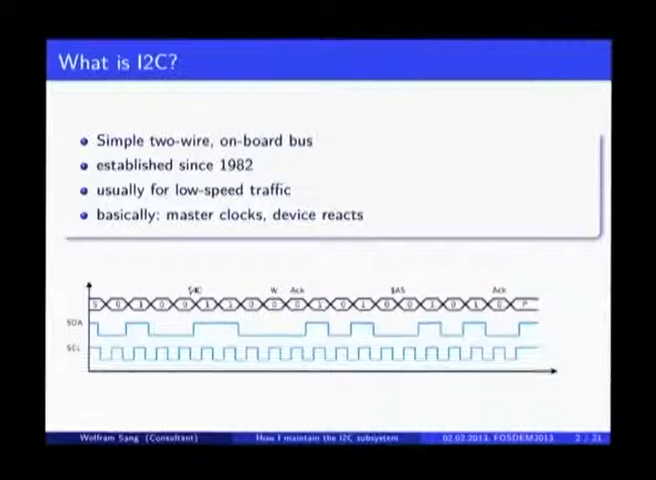 What is I2C?
Simple two-wire, on-board bus
established since 1982
usually for low-speed traffic
basically: master clocks, device reacts
W Ack Ack
SDA
SCL
Wolfram Sang (Consultant) How I maintain the I2C subsystem 02.02.2013, FOSDEM2013 2 / 21